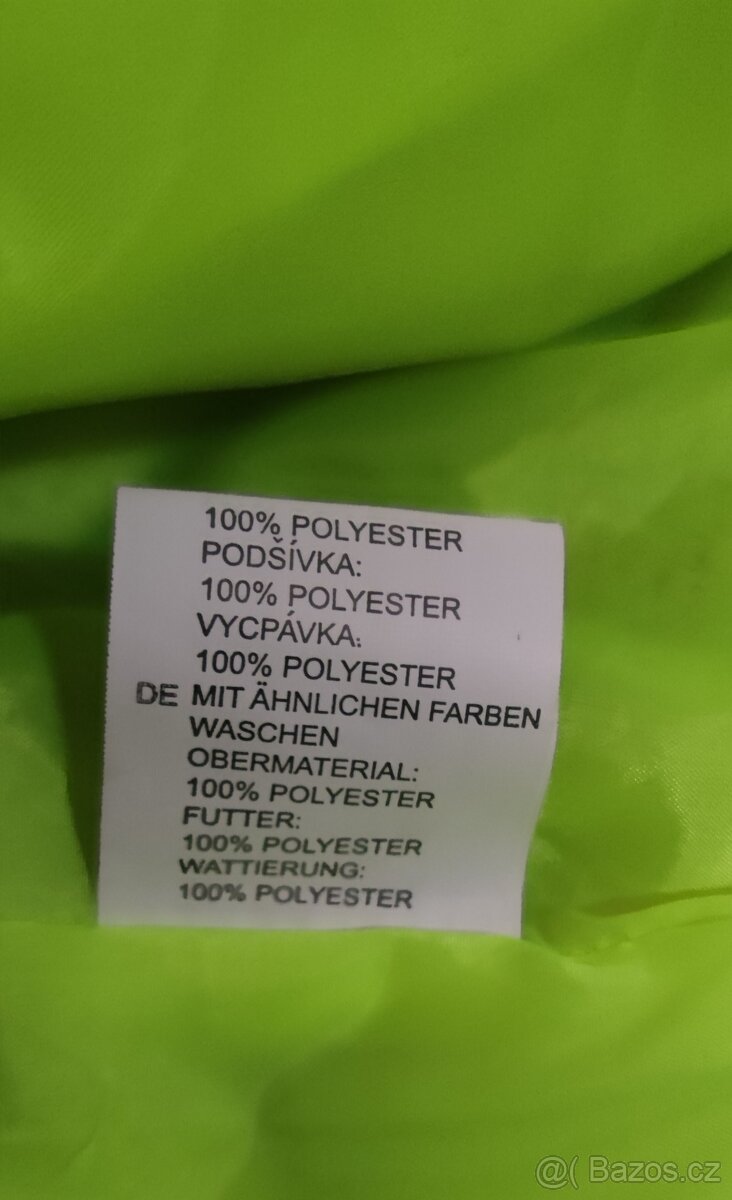 100% POLYESTER
PODŠÍVKA:
100% POLYESTER
VYCPÁVKA:
100% POLYESTER
DE MIT ÄHNLICHEN FARBEN
WASCHEN
OBERMATERIAL:
100% POLYESTER
FUTTER:
100% POLYESTER
WATTIERUNG:
100% POLYESTER
@( Bazos.cz